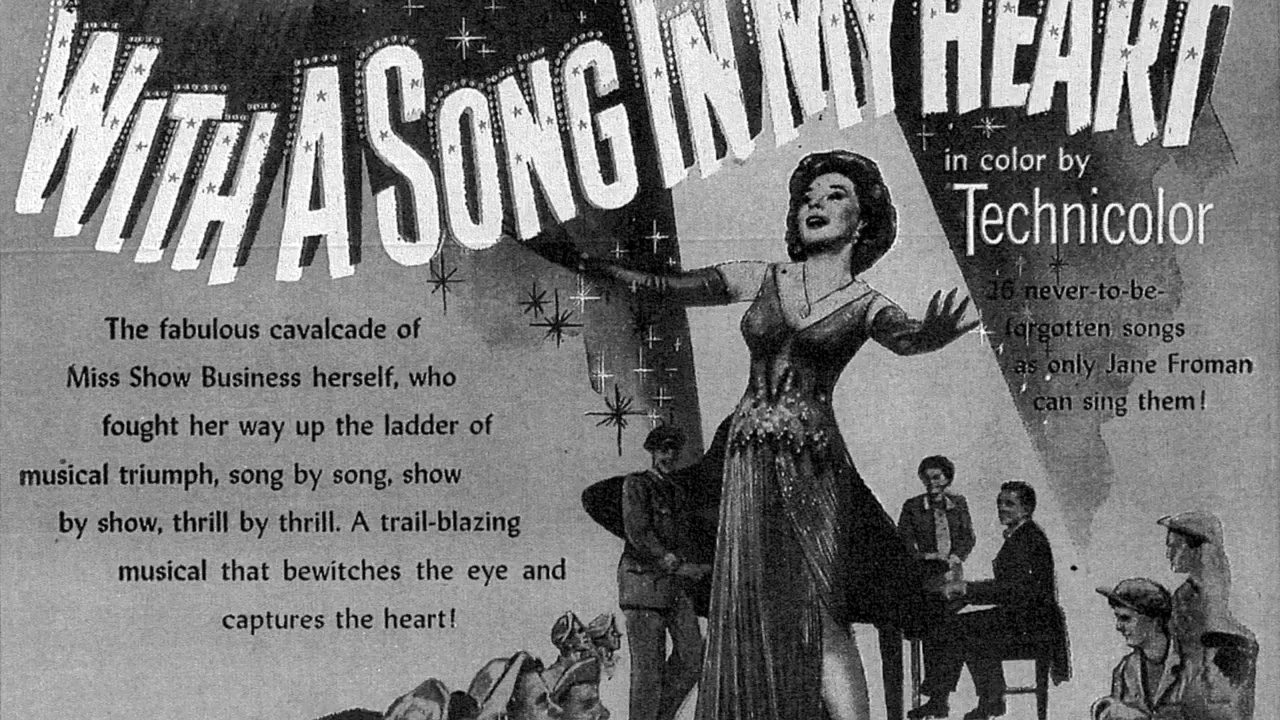 WITH A SONG IN MY HEART
in color by
Technicolor
26 never-to-be-
forgotten songs
as only Jane Froman
can sing them!
The fabulous cavalcade of
Miss Show Business herself, who
fought her way up the ladder of
musical triumph, song by song, show
by show, thrill by thrill. A trail-blazing
musical that bewitches the eye and
captures the heart!